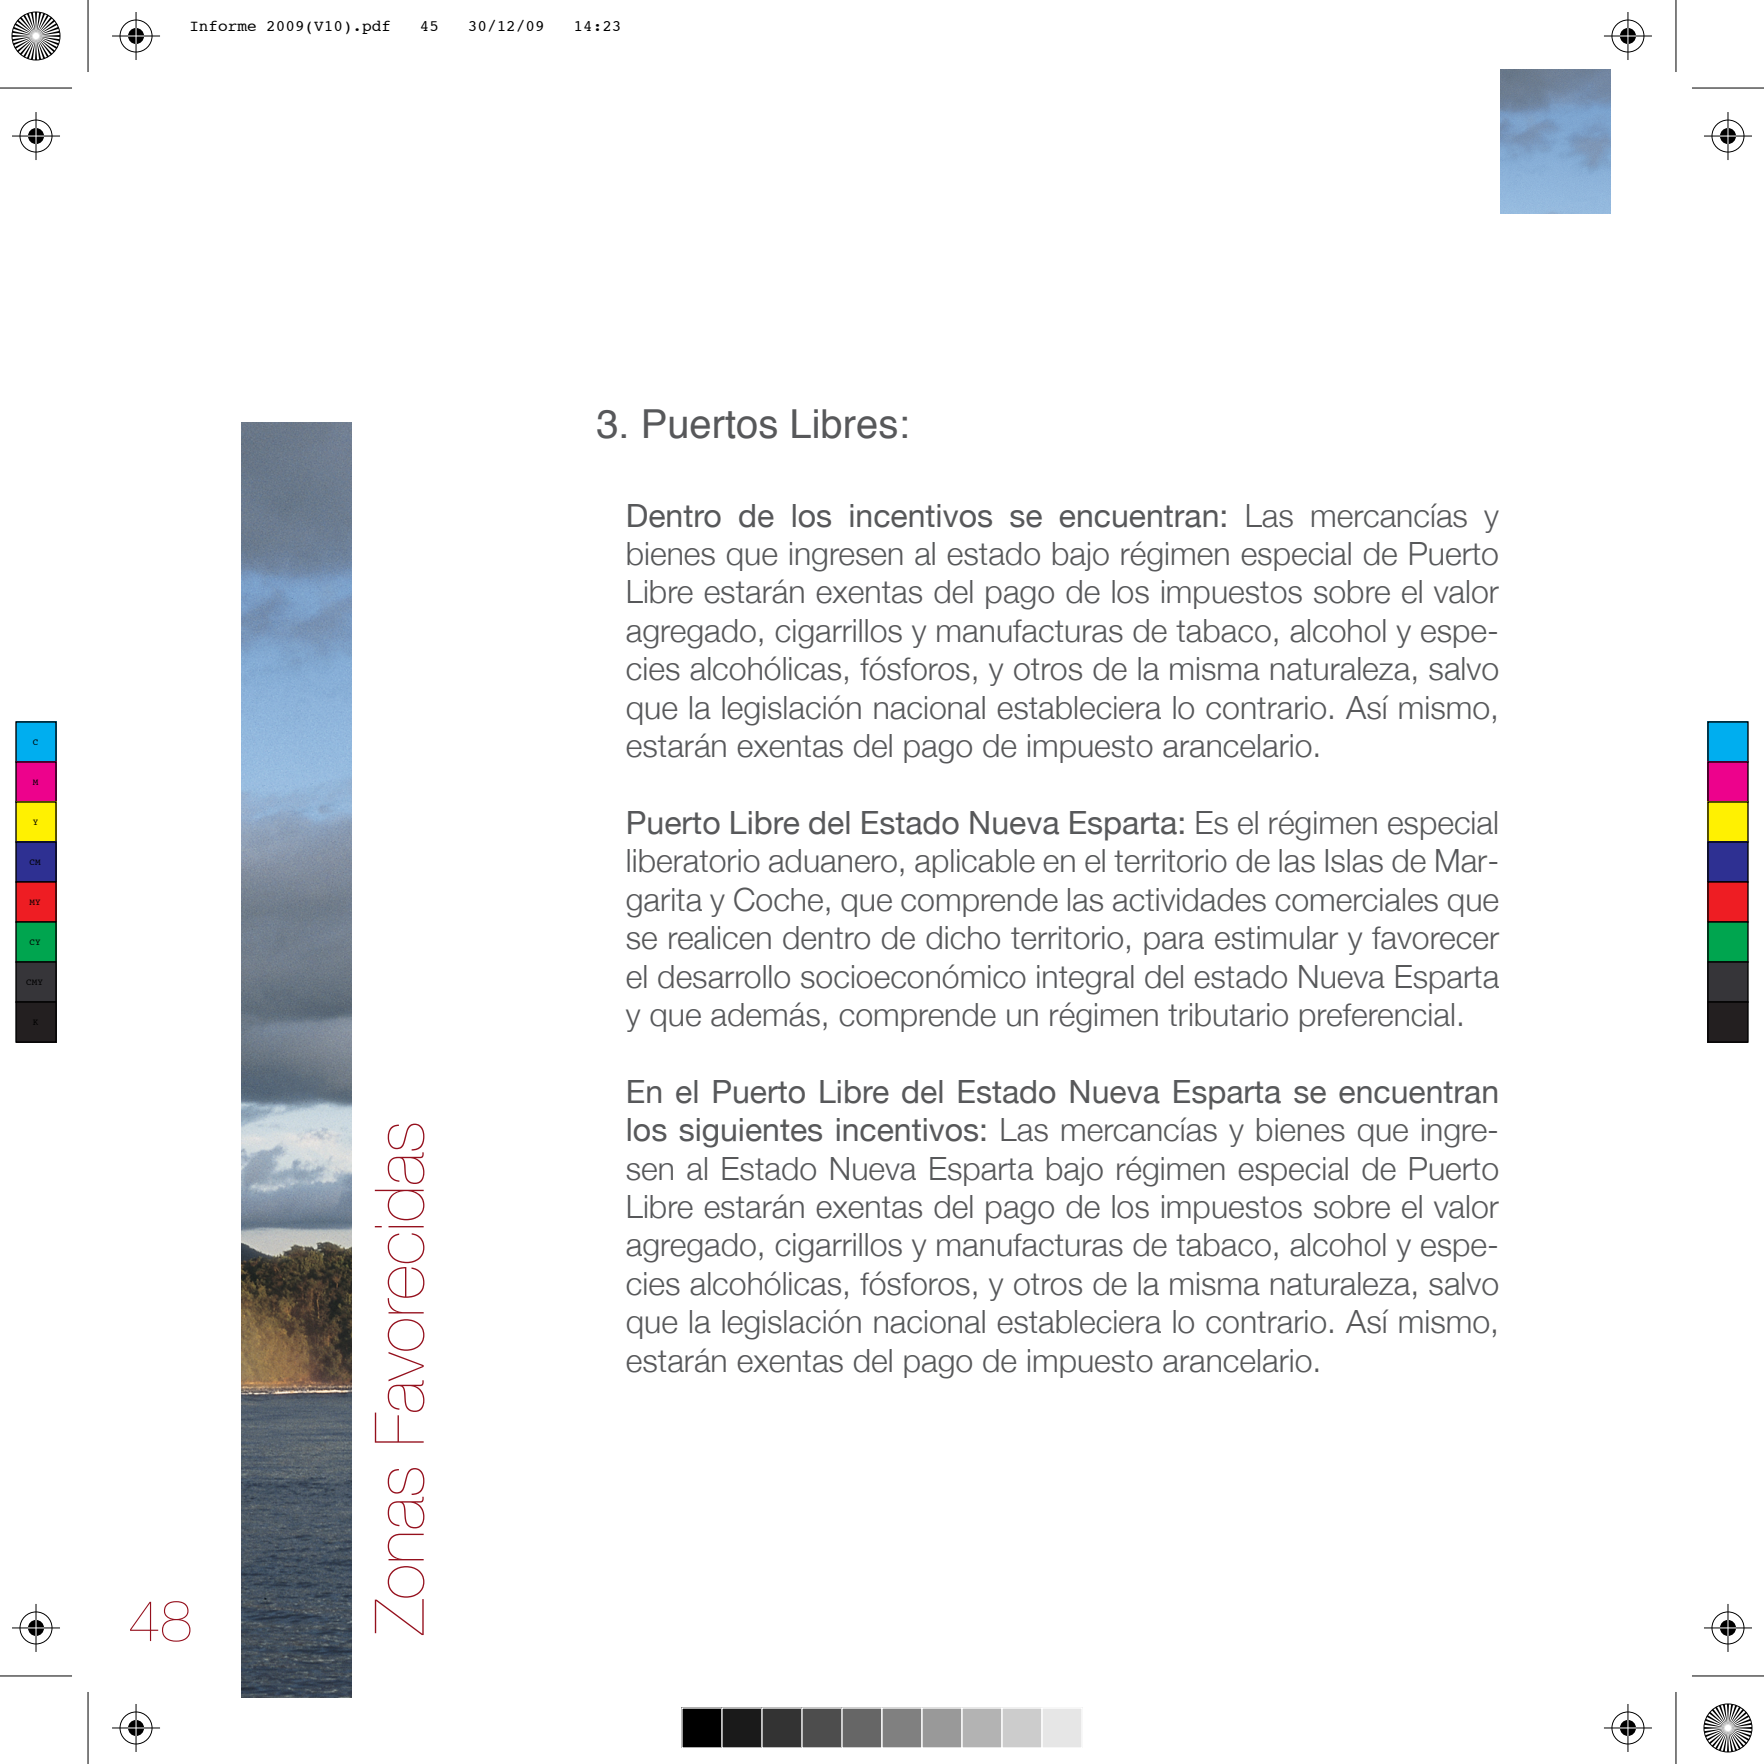 Informe 2009(V10).pdf   45   30/12/09   14:23
3. Puertos Libres:
Dentro de los incentivos se encuentran: Las mercancías y
bienes que ingresen al estado bajo régimen especial de Puerto
Libre estarán exentas del pago de los impuestos sobre el valor
agregado, cigarrillos y manufacturas de tabaco, alcohol y espe-
cies alcohólicas, fósforos, y otros de la misma naturaleza, salvo
que la legislación nacional estableciera lo contrario. Así mismo,
estarán exentas del pago de impuesto arancelario.
Puerto Libre del Estado Nueva Esparta: Es el régimen especial
liberatorio aduanero, aplicable en el territorio de las Islas de Mar-
garita y Coche, que comprende las actividades comerciales que
se realicen dentro de dicho territorio, para estimular y favorecer
el desarrollo socioeconómico integral del estado Nueva Esparta
y que además, comprende un régimen tributario preferencial.
En el Puerto Libre del Estado Nueva Esparta se encuentran
los siguientes incentivos: Las mercancías y bienes que ingre-
sen al Estado Nueva Esparta bajo régimen especial de Puerto
Libre estarán exentas del pago de los impuestos sobre el valor
agregado, cigarrillos y manufacturas de tabaco, alcohol y espe-
cies alcohólicas, fósforos, y otros de la misma naturaleza, salvo
que la legislación nacional estableciera lo contrario. Así mismo,
estarán exentas del pago de impuesto arancelario.
Zonas Favorecidas
48
C
M
Y
CM
MY
CY
CMY
K